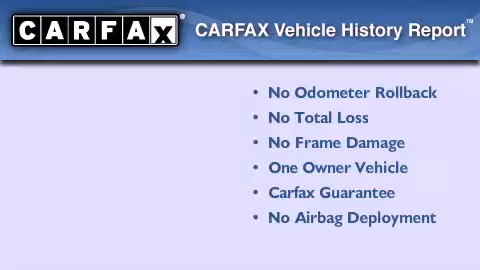 CARFAX® CARFAX Vehicle History Report™
• No Odometer Rollback
• No Total Loss
• No Frame Damage
• One Owner Vehicle
• Carfax Guarantee
• No Airbag Deployment